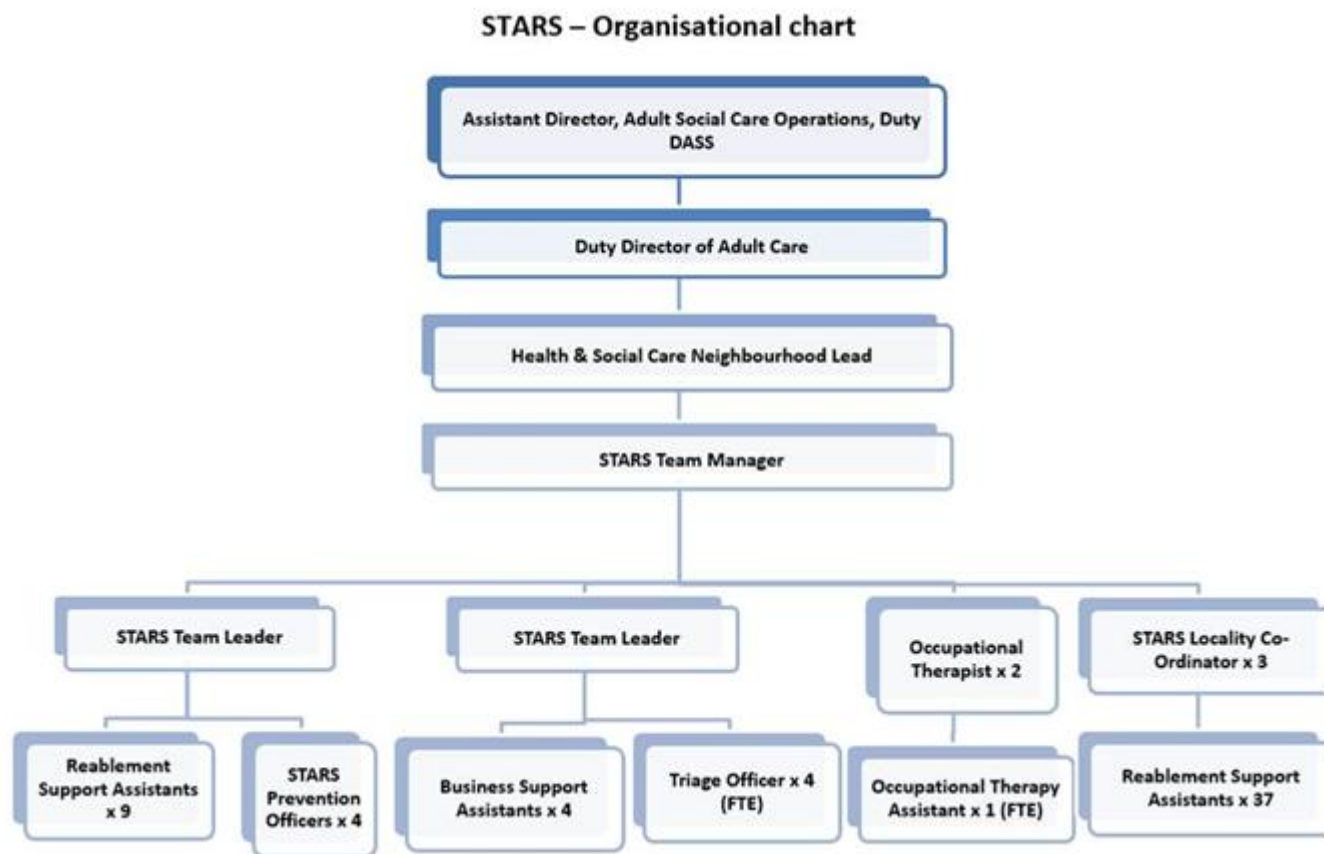 STARS – Organisational chart
Assistant Director, Adult Social Care Operations, Duty
DASS
Duty Director of Adult Care
Health & Social Care Neighbourhood Lead
STARS Team Manager
STARS Team Leader
STARS Team Leader
Occupational
Therapist x 2
STARS Locality Co-
Ordinator x 3
Reablement
Support Assistants
x 9
STARS
Prevention
Officers x 4
Business Support
Assistants x 4
Triage Officer x 4
(FTE)
Occupational Therapy
Assistant x 1 (FTE)
Reablement Support
Assistants x 37